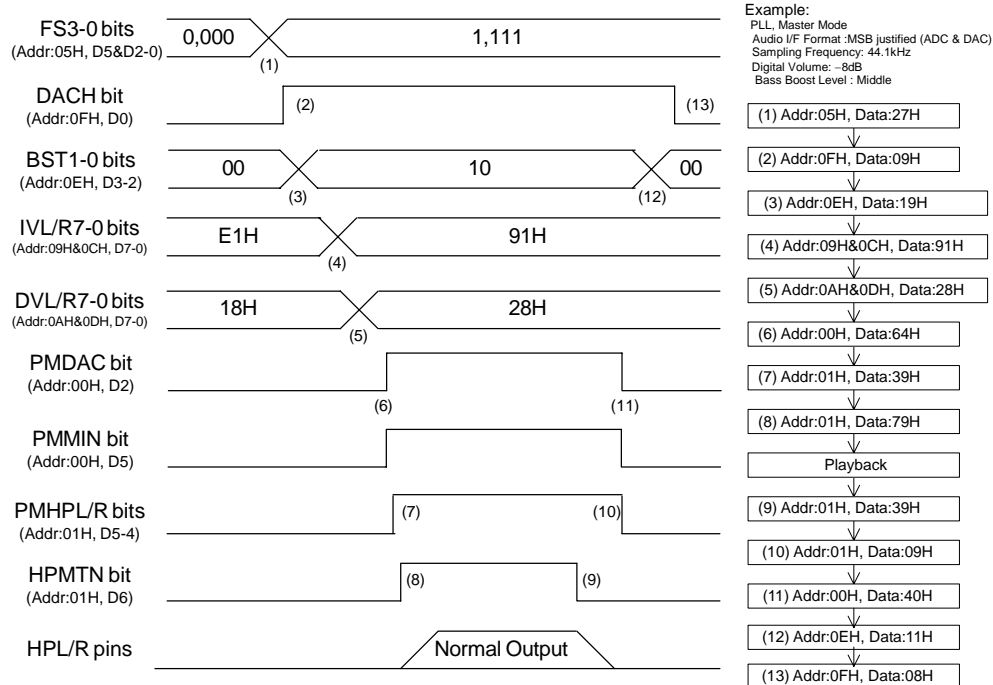 FS3-0 bits
(Addr:05H, D5&D2-0)
0,000
1,111
(1)
DACH bit
(Addr:0FH, D0)
(2)
(13)
BST1-0 bits
(Addr:0EH, D3-2)
00
10
00
(3)
(12)
IVL/R7-0 bits
(Addr:09H&0CH, D7-0)
E1H
91H
(4)
DVL/R7-0 bits
(Addr:0AH&0DH, D7-0)
18H
28H
(5)
PMDAC bit
(Addr:00H, D2)
(6)
(11)
PMMIN bit
(Addr:00H, D5)
PMHPL/R bits
(Addr:01H, D5-4)
(7)
(10)
HPMTN bit
(Addr:01H, D6)
(8)
(9)
HPL/R pins
Normal Output
Example:
PLL, Master Mode
Audio I/F Format :MSB justified (ADC & DAC)
Sampling Frequency: 44.1kHz
Digital Volume: −8dB
Bass Boost Level : Middle
(1) Addr:05H, Data:27H
(2) Addr:0FH, Data:09H
(3) Addr:0EH, Data:19H
(4) Addr:09H&0CH, Data:91H
(5) Addr:0AH&0DH, Data:28H
(6) Addr:00H, Data:64H
(7) Addr:01H, Data:39H
(8) Addr:01H, Data:79H
Playback
(9) Addr:01H, Data:39H
(10) Addr:01H, Data:09H
(11) Addr:00H, Data:40H
(12) Addr:0EH, Data:11H
(13) Addr:0FH, Data:08H